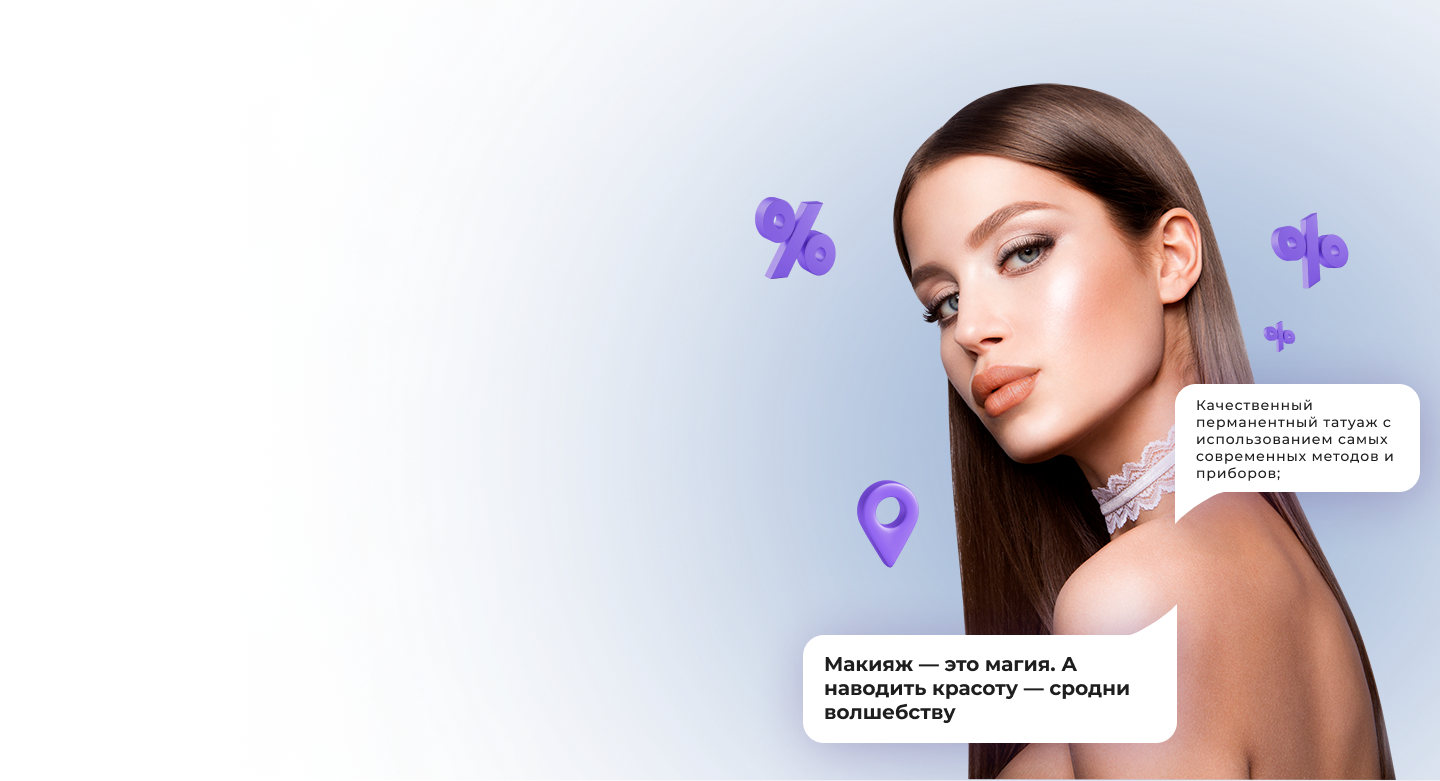 Качественный
перманентный татуаж с
использованием самых
современных методов и
приборов;
Макияж — это магия. А
наводить красоту — сродни
волшебству